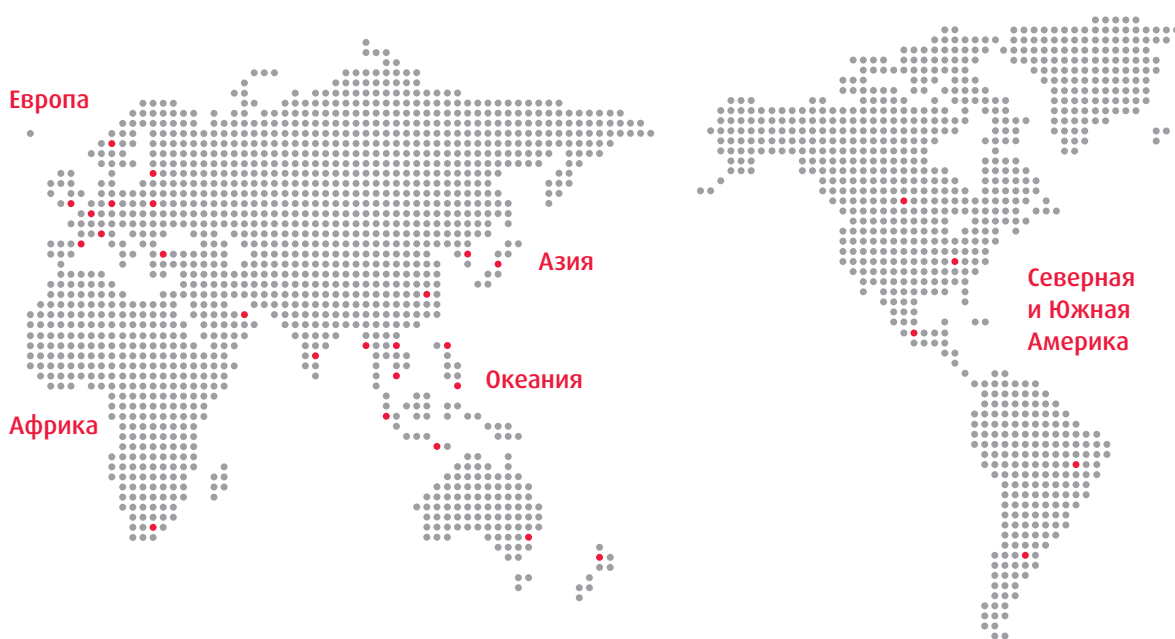 Европа
Азия
Северная
и Южная
Америка
Океания
Африка